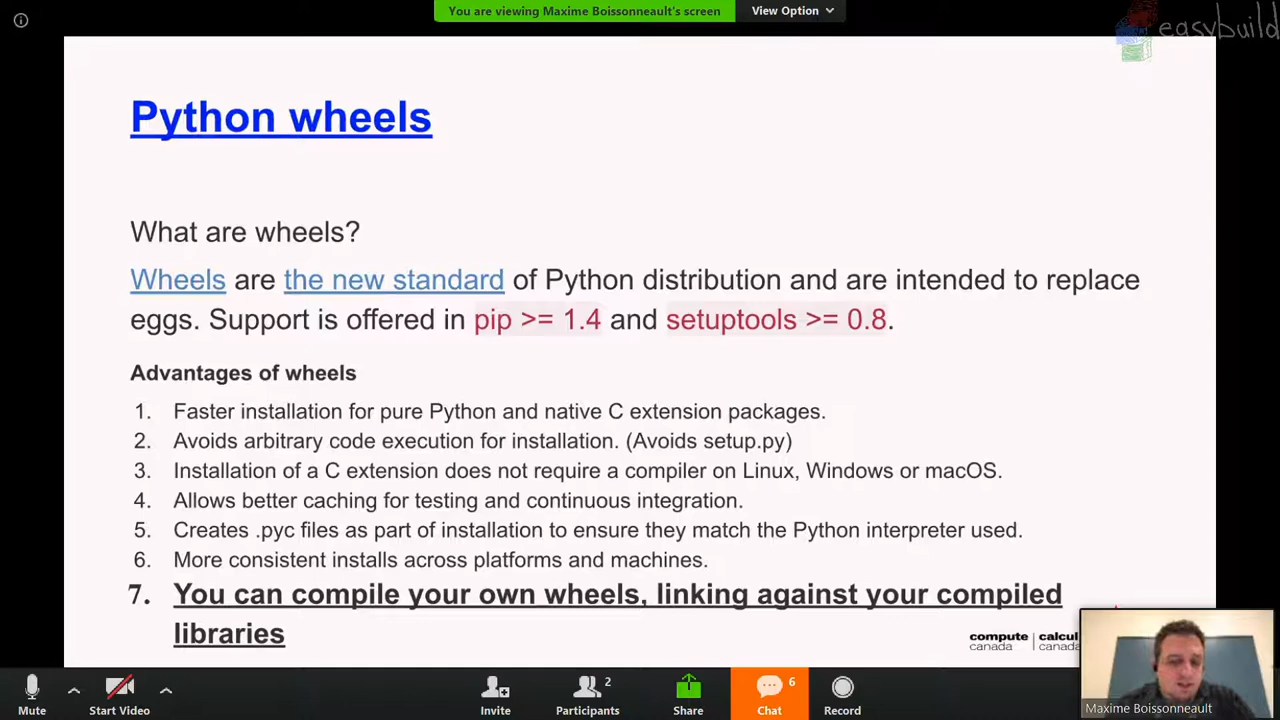 You are viewing Maxime Boissonneault's screen
View Option
easybuild
Python wheels
What are wheels?
Wheels are the new standard of Python distribution and are intended to replace
eggs. Support is offered in pip >= 1.4 and setuptools >= 0.8.
Advantages of wheels
1. Faster installation for pure Python and native C extension packages.
2. Avoids arbitrary code execution for installation. (Avoids setup.py)
3. Installation of a C extension does not require a compiler on Linux, Windows or macOS.
4. Allows better caching for testing and continuous integration.
5. Creates .pyc files as part of installation to ensure they match the Python interpreter used.
6. More consistent installs across platforms and machines.
7. You can compile your own wheels, linking against your compiled
libraries
compute | calcul
canada | canada
Maxime Boissonneault
Mute
Start Video
Invite
2
Participants
Share
6
Chat
Record